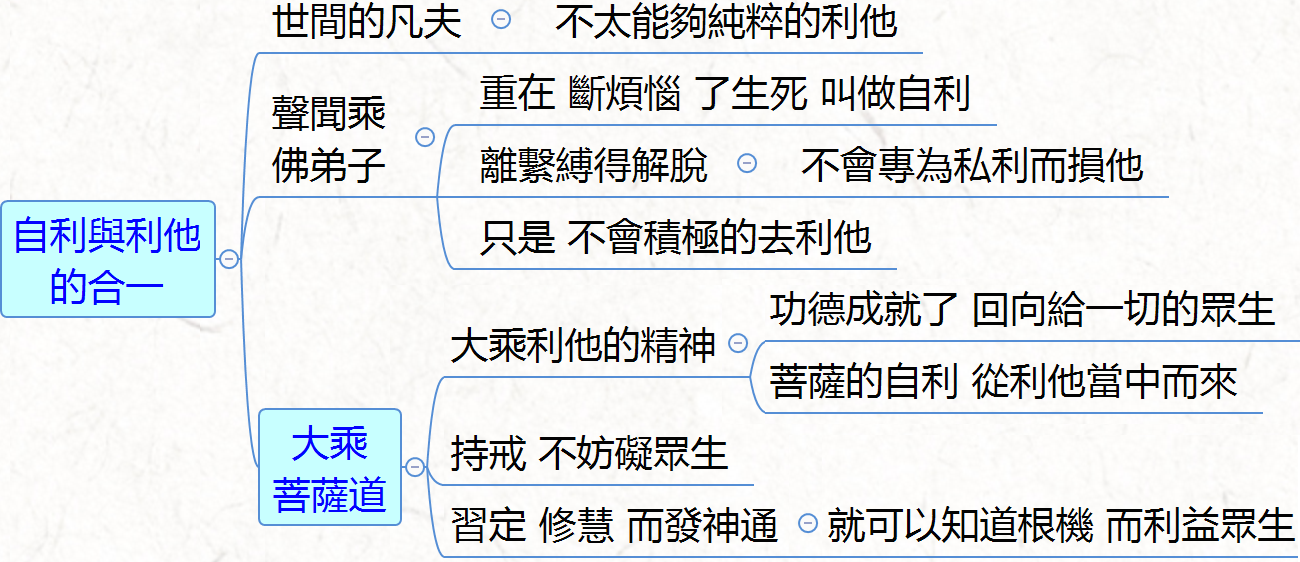 世間的凡夫
不太能夠純粹的利他
聲聞乘
佛弟子
重在 斷煩惱 了生死 叫做自利
離繫縛得解脫
不會專為私利而損他
只是 不會積極的去利他
自利與利他
的合一
大乘利他的精神
功德成就了 回向給一切的眾生
菩薩的自利 從利他當中而來
大乘
菩薩道
持戒 不妨礙眾生
習定 修慧 而發神通
就可以知道根機 而利益眾生